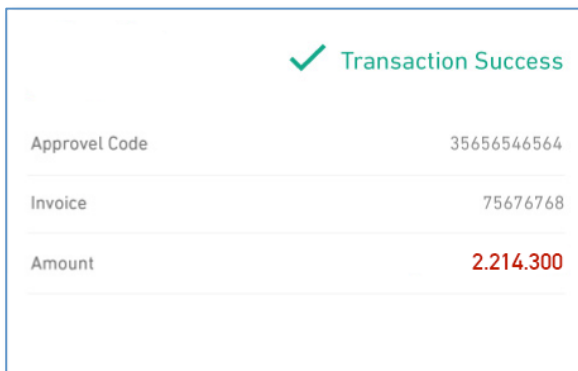 Transaction Success
Approvel Code 35656546564
Invoice 75676768
Amount 2.214.300